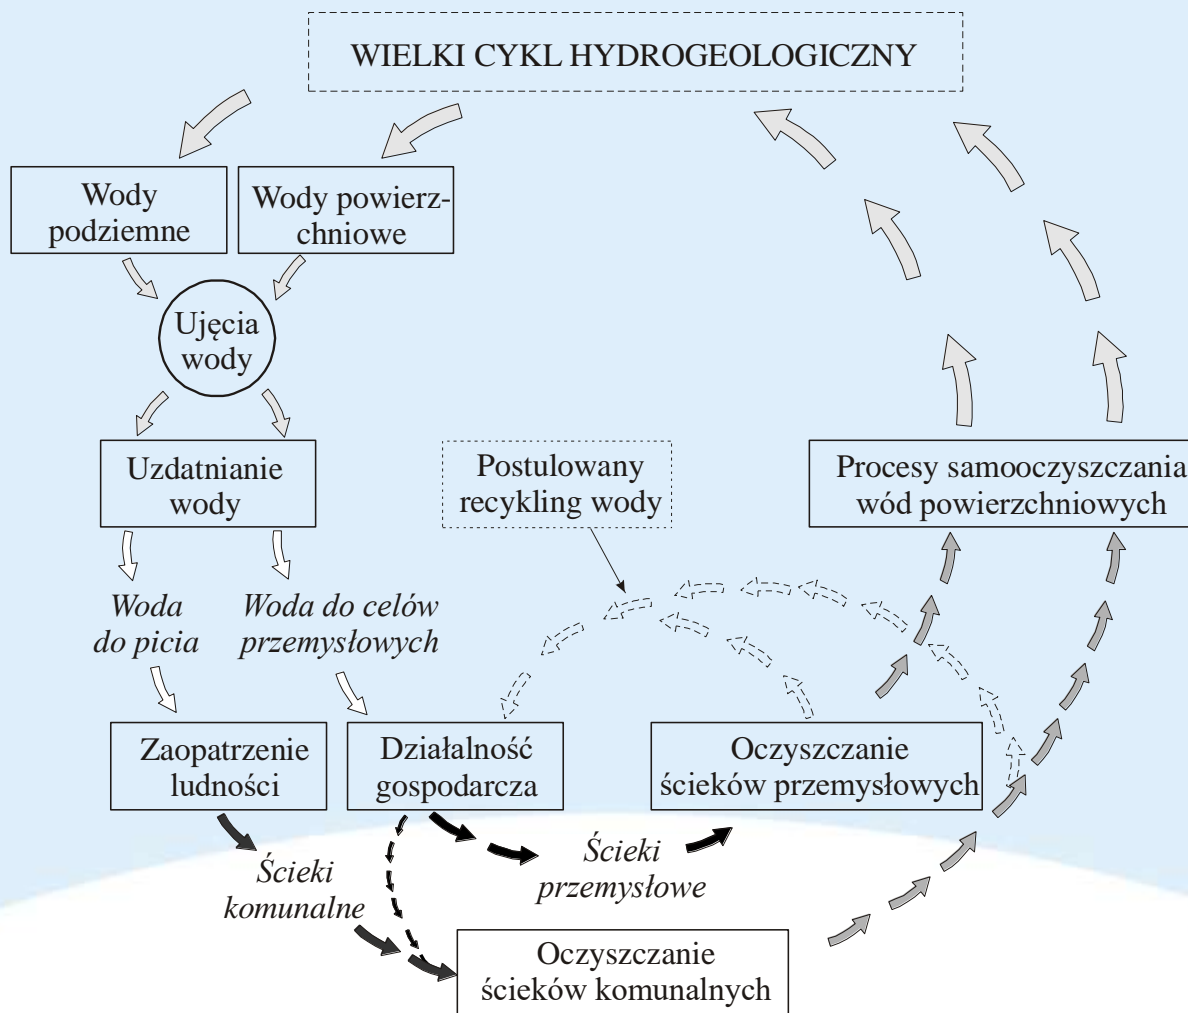 WIELKI CYKL HYDROGEOLOGICZNY
Wody
podziemne
Wody powierz-
chniowe
Ujęcia
wody
Uzdatnianie
wody
Postulowany
recykling wody
Procesy samooczyszczania
wód powierzchniowych
Woda
do picia
Woda do celów
przemysłowych
Zaopatrzenie
ludności
Działalność
gospodarcza
Oczyszczanie
ścieków przemysłowych
Ścieki
komunalne
Ścieki
przemysłowe
Oczyszczanie
ścieków komunalnych